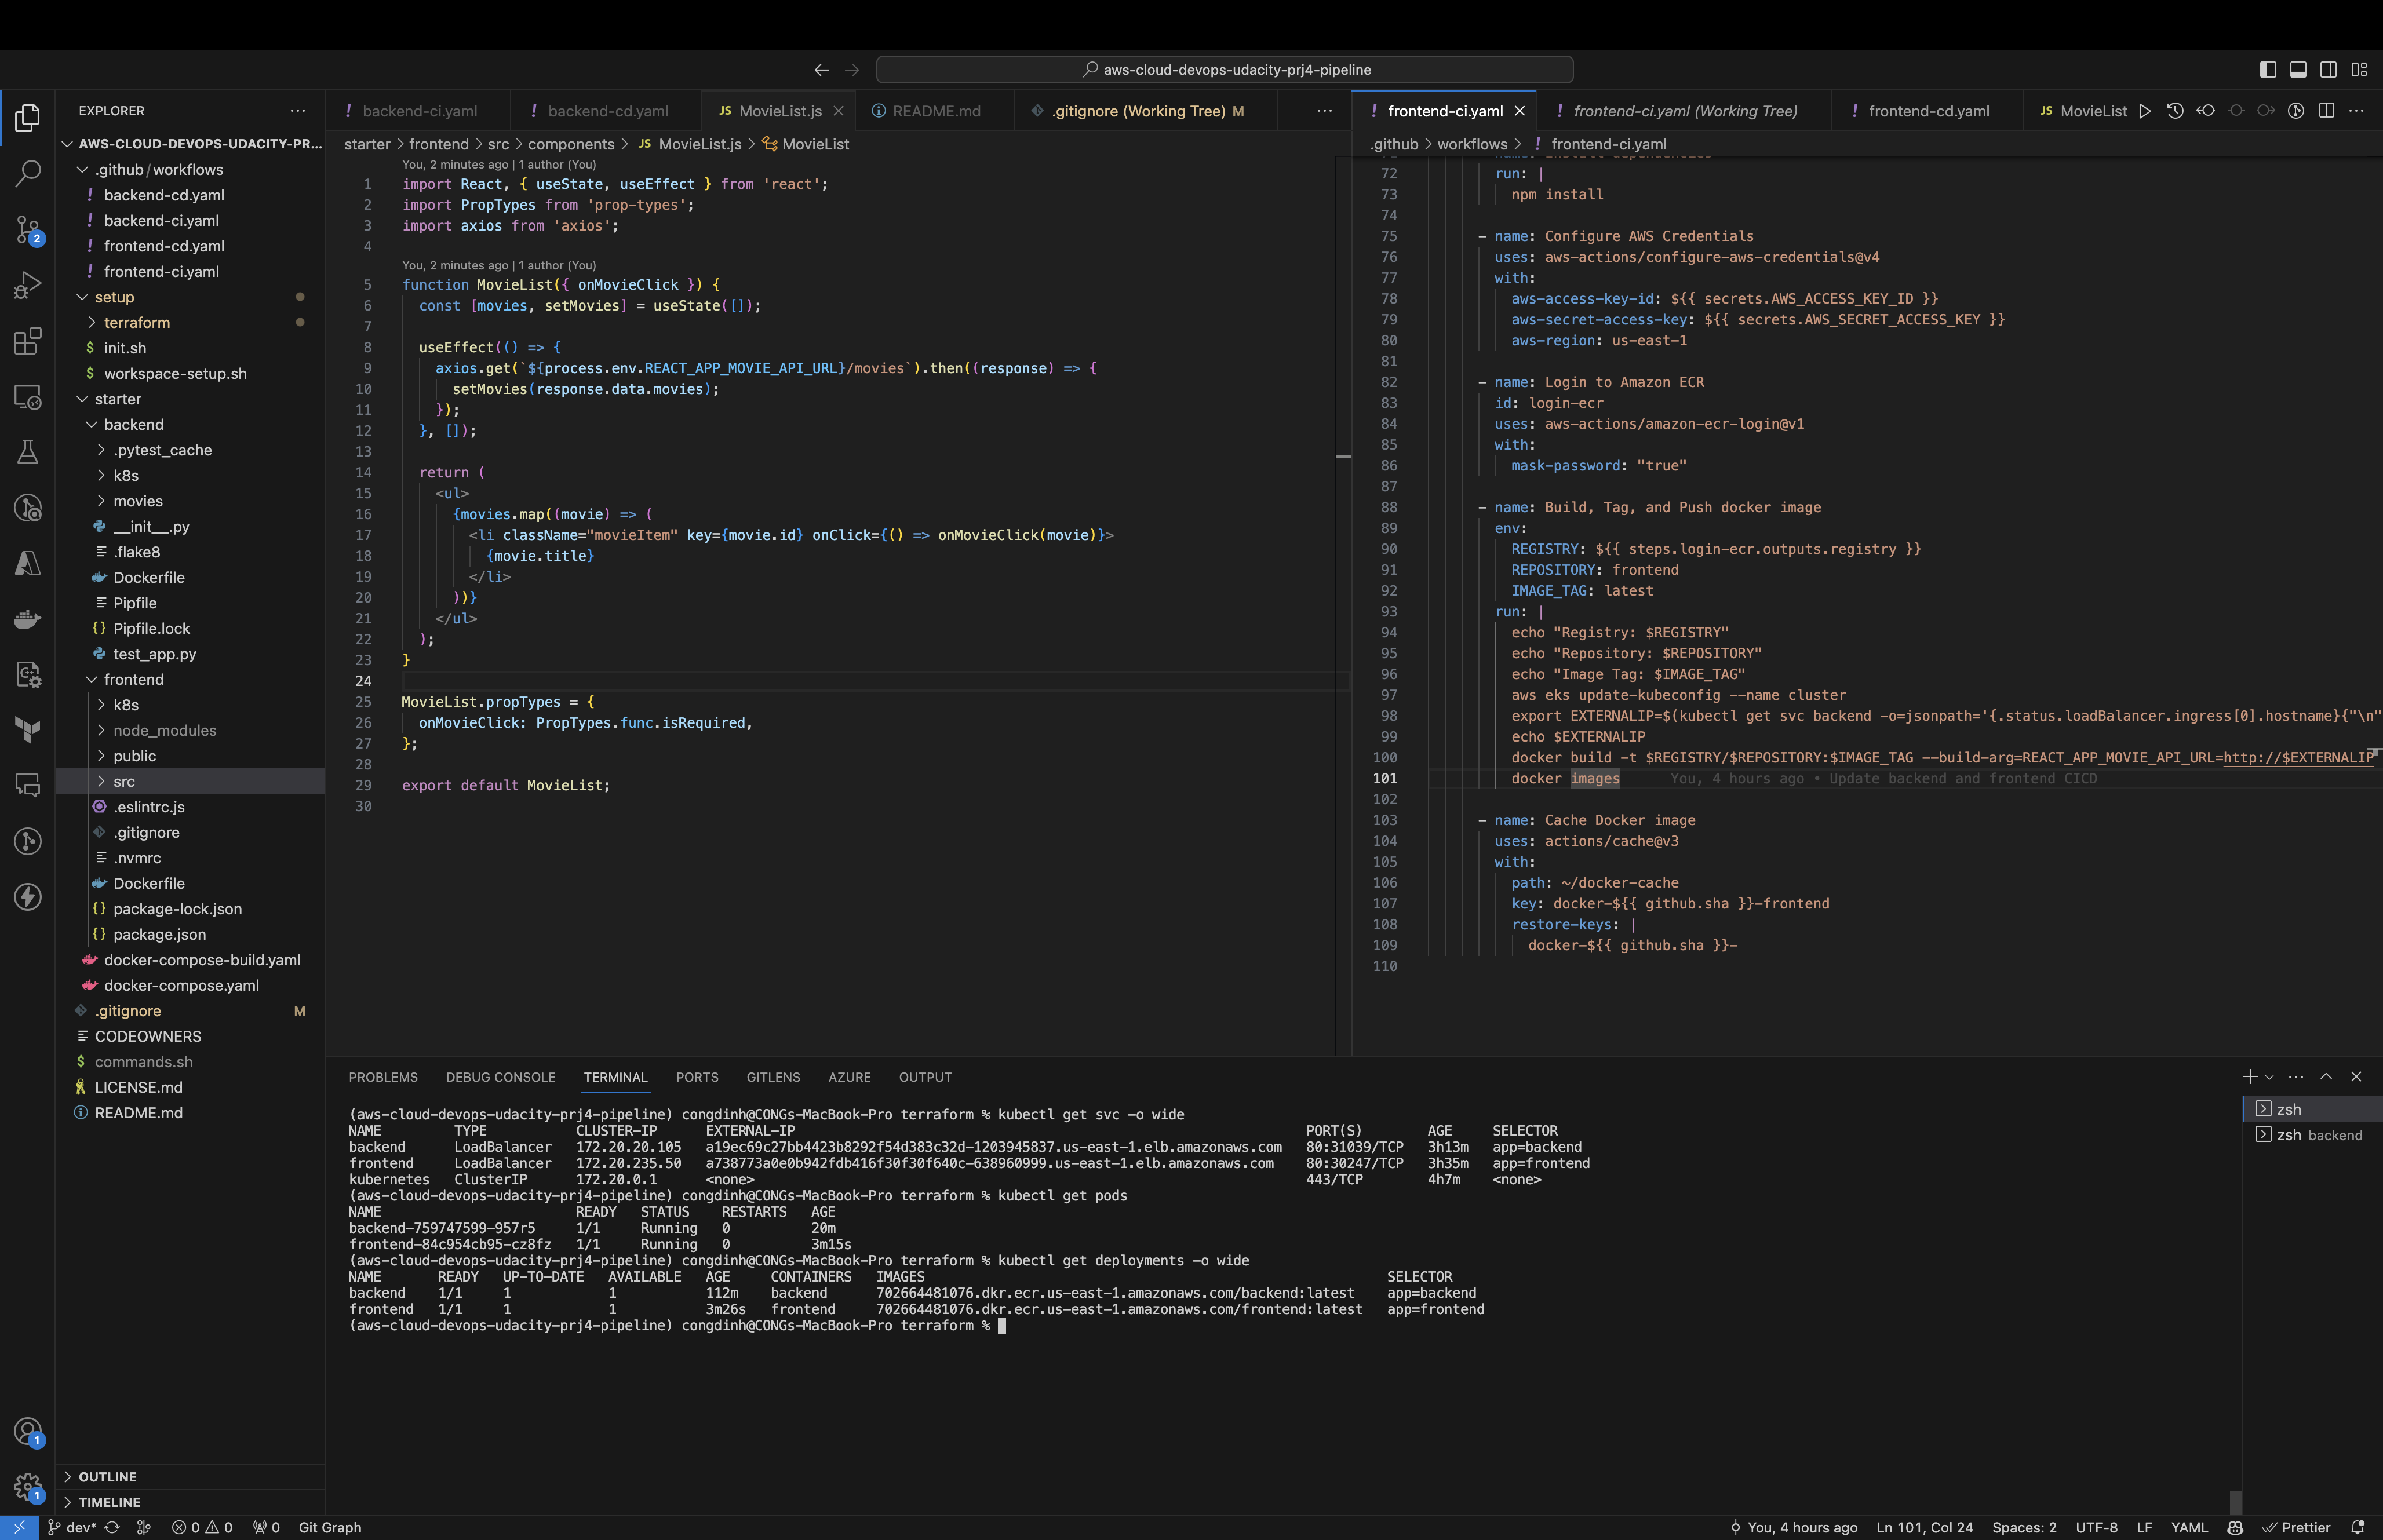 aws-cloud-devops-udacity-prj4-pipeline
EXPLORER
AWS-CLOUD-DEVOPS-UDACITY-PR...
.github/workflows
backend-cd.yaml
backend-ci.yaml
frontend-cd.yaml
frontend-ci.yaml
setup
terraform
$ init.sh
$ workspace-setup.sh
starter
backend
.pytest_cache
k8s
movies
__init__.py
.flake8
Dockerfile
Pipfile
{} Pipfile.lock
test_app.py
frontend
k8s
node_modules
public
src
.eslintrc.js
.gitignore
.nvmrc
Dockerfile
{} package-lock.json
{} package.json
docker-compose-build.yaml
docker-compose.yaml
.gitignore M
CODEOWNERS
$ commands.sh
LICENSE.md
README.md
OUTLINE
TIMELINE
2
1
1
! backend-ci.yaml ! backend-cd.yaml JS MovieList.js README.md .gitignore (Working Tree) M
starter > frontend > src > components > JS MovieList.js > MovieList
You, 2 minutes ago | 1 author (You)
1 import React, { useState, useEffect } from 'react';
2 import PropTypes from 'prop-types';
3 import axios from 'axios';
4
You, 2 minutes ago | 1 author (You)
5 function MovieList({ onMovieClick }) {
6 const [movies, setMovies] = useState([]);
7
8 useEffect(() => {
9 axios.get(`${process.env.REACT_APP_MOVIE_API_URL}/movies`).then((response) => {
10 setMovies(response.data.movies);
11 });
12 }, []);
13
14 return (
15 <ul>
16 {movies.map((movie) => (
17 <li className="movieItem" key={movie.id} onClick={() => onMovieClick(movie)}>
18 {movie.title}
19 </li>
20 ))}
21 </ul>
22 );
23 }
24
25 MovieList.propTypes = {
26 onMovieClick: PropTypes.func.isRequired,
27 };
28
29 export default MovieList;
30
! frontend-ci.yaml ! frontend-ci.yaml (Working Tree) ! frontend-cd.yaml JS MovieList
.github > workflows > ! frontend-ci.yaml
72 run: |
73 npm install
74
75 - name: Configure AWS Credentials
76 uses: aws-actions/configure-aws-credentials@v4
77 with:
78 aws-access-key-id: ${{ secrets.AWS_ACCESS_KEY_ID }}
79 aws-secret-access-key: ${{ secrets.AWS_SECRET_ACCESS_KEY }}
80 aws-region: us-east-1
81
82 - name: Login to Amazon ECR
83 id: login-ecr
84 uses: aws-actions/amazon-ecr-login@v1
85 with:
86 mask-password: "true"
87
88 - name: Build, Tag, and Push docker image
89 env:
90 REGISTRY: ${{ steps.login-ecr.outputs.registry }}
91 REPOSITORY: frontend
92 IMAGE_TAG: latest
93 run: |
94 echo "Registry: $REGISTRY"
95 echo "Repository: $REPOSITORY"
96 echo "Image Tag: $IMAGE_TAG"
97 aws eks update-kubeconfig --name cluster
98 export EXTERNALIP=$(kubectl get svc backend -o=jsonpath='{.status.loadBalancer.ingress[0].hostname}{"\n"
99 echo $EXTERNALIP
100 docker build -t $REGISTRY/$REPOSITORY:$IMAGE_TAG --build-arg=REACT_APP_MOVIE_API_URL=http://$EXTERNALIP
101 docker images You, 4 hours ago • Update backend and frontend CICD
102
103 - name: Cache Docker image
104 uses: actions/cache@v3
105 with:
106 path: ~/docker-cache
107 key: docker-${{ github.sha }}-frontend
108 restore-keys: |
109 docker-${{ github.sha }}-
110
PROBLEMS DEBUG CONSOLE TERMINAL PORTS GITLENS AZURE OUTPUT
zsh
zsh backend
(aws-cloud-devops-udacity-prj4-pipeline) congdinh@CONGs-MacBook-Pro terraform % kubectl get svc -o wide
NAME TYPE CLUSTER-IP EXTERNAL-IP PORT(S) AGE SELECTOR
backend LoadBalancer 172.20.20.105 a19ec69c27bb4423b8292f54d383c32d-1203945837.us-east-1.elb.amazonaws.com 80:31039/TCP 3h13m app=backend
frontend LoadBalancer 172.20.235.50 a738773a0e0b942fdb416f30f30f640c-638960999.us-east-1.elb.amazonaws.com 80:30247/TCP 3h35m app=frontend
kubernetes ClusterIP 172.20.0.1 <none> 443/TCP 4h7m <none>
(aws-cloud-devops-udacity-prj4-pipeline) congdinh@CONGs-MacBook-Pro terraform % kubectl get pods
NAME READY STATUS RESTARTS AGE
backend-759747599-957r5 1/1 Running 0 20m
frontend-84c954cb95-cz8fz 1/1 Running 0 3m15s
(aws-cloud-devops-udacity-prj4-pipeline) congdinh@CONGs-MacBook-Pro terraform % kubectl get deployments -o wide
NAME READY UP-TO-DATE AVAILABLE AGE CONTAINERS IMAGES SELECTOR
backend 1/1 1 1 112m backend 702664481076.dkr.ecr.us-east-1.amazonaws.com/backend:latest app=backend
frontend 1/1 1 1 3m26s frontend 702664481076.dkr.ecr.us-east-1.amazonaws.com/frontend:latest app=frontend
(aws-cloud-devops-udacity-prj4-pipeline) congdinh@CONGs-MacBook-Pro terraform %
dev* 0 0 0 Git Graph You, 4 hours ago Ln 101, Col 24 Spaces: 2 UTF-8 LF YAML Prettier